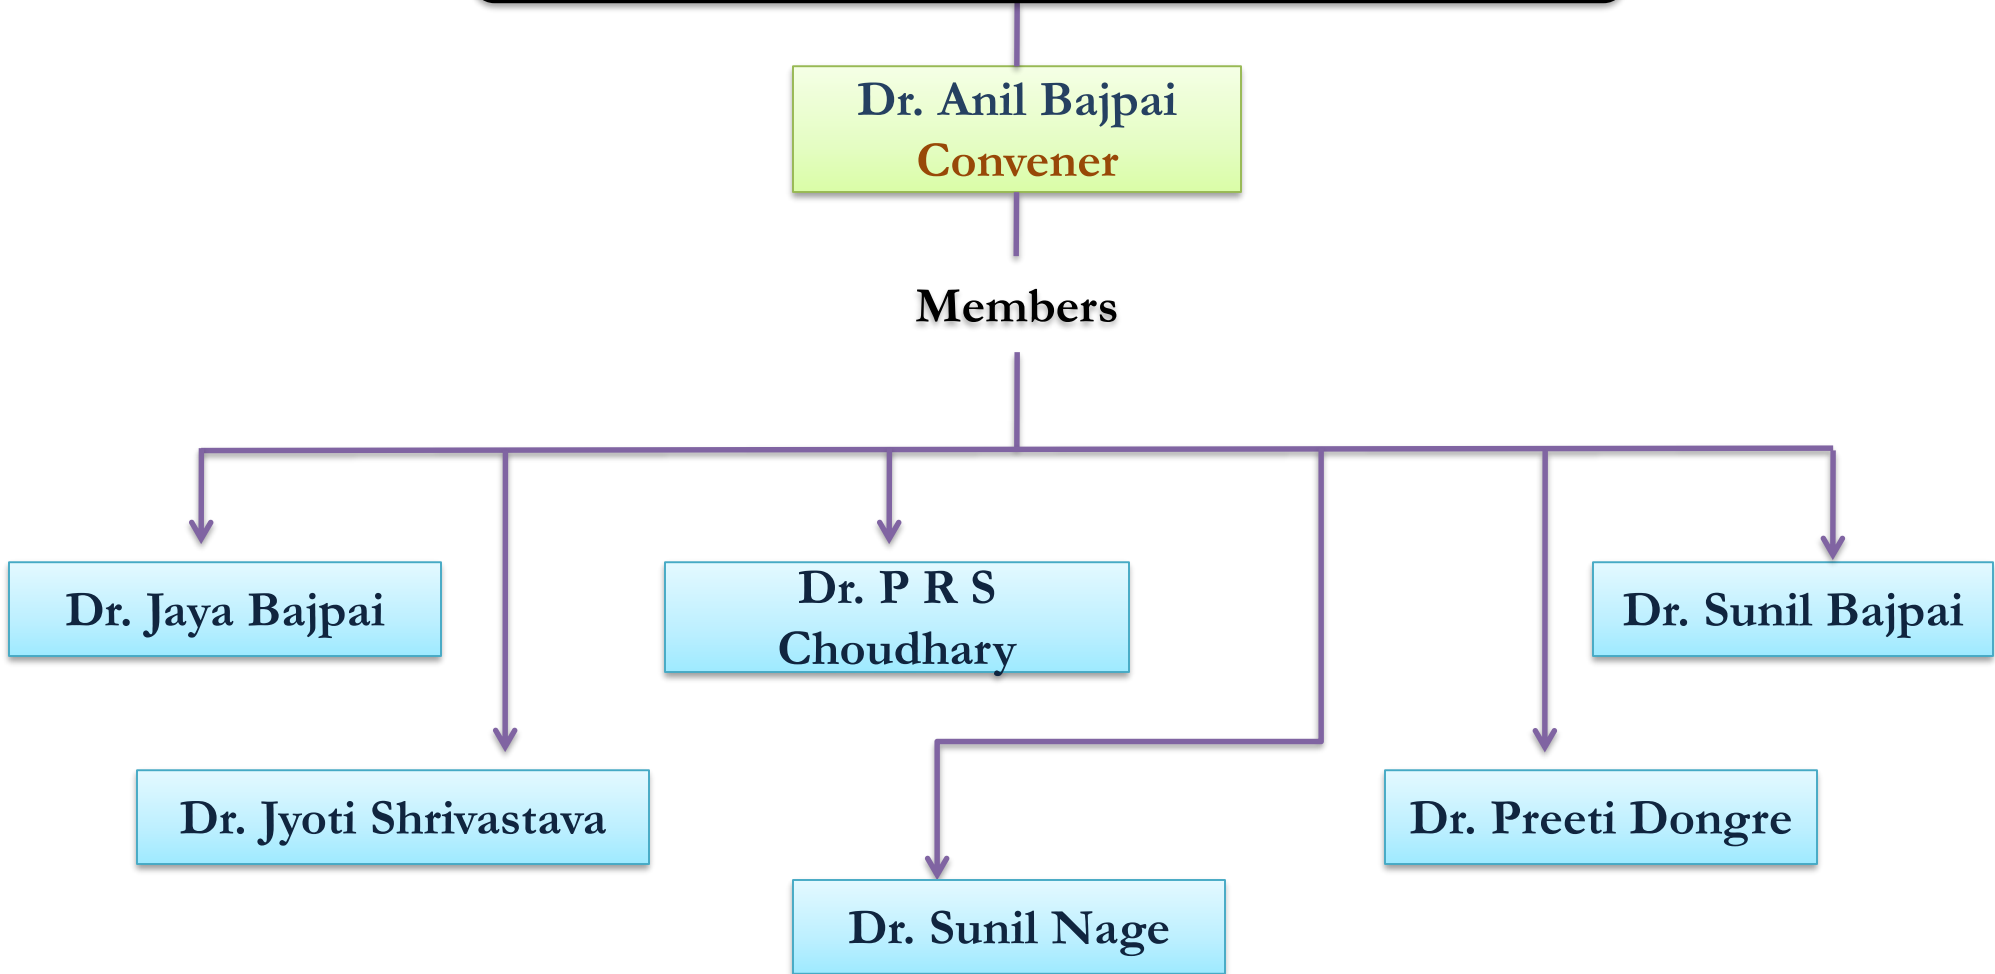 Dr. Anil Bajpai
Convener
Members
Dr. Jaya Bajpai
Dr. P R S
Choudhary
Dr. Sunil Bajpai
Dr. Jyoti Shrivastava
Dr. Preeti Dongre
Dr. Sunil Nage